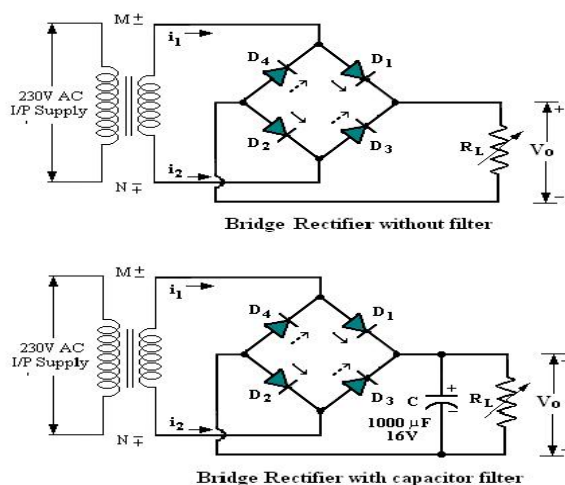 M ±
i1
D4
D1
230V AC
I/P Supply
D2
D3
RL
Vo
+
-
i2
N ∓
Bridge Rectifier without filter
M ±
i1
D4
D1
230V AC
I/P Supply
D2
D3
C
+
-
1000 µF
16V
RL
Vo
+
-
i2
N ∓
Bridge Rectifier with capacitor filter